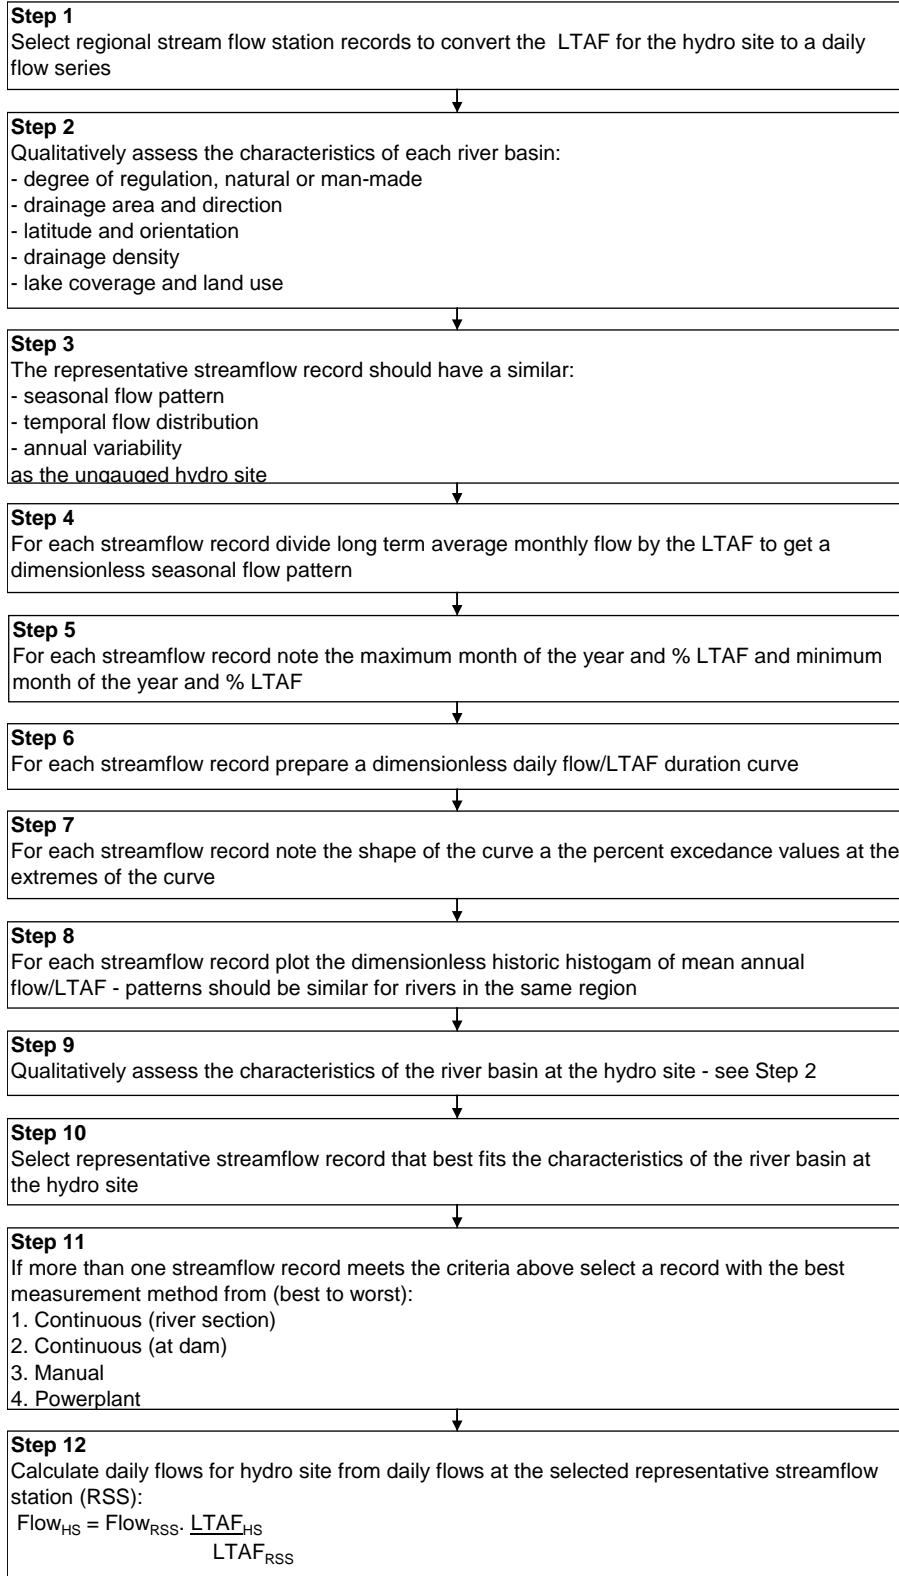 Step 1
Select regional stream flow station records to convert the  LTAF for the hydro site to a daily
flow series
Step 2
Qualitatively assess the characteristics of each river basin:
- degree of regulation, natural or man-made
- drainage area and direction
- latitude and orientation
- drainage density
- lake coverage and land use
Step 3
The representative streamflow record should have a similar:
- seasonal flow pattern
- temporal flow distribution
- annual variability
as the ungauged hydro site
Step 4
For each streamflow record divide long term average monthly flow by the LTAF to get a
dimensionless seasonal flow pattern
Step 5
For each streamflow record note the maximum month of the year and % LTAF and minimum
month of the year and % LTAF
Step 6
For each streamflow record prepare a dimensionless daily flow/LTAF duration curve
Step 7
For each streamflow record note the shape of the curve a the percent excedance values at the
extremes of the curve
Step 8
For each streamflow record plot the dimensionless historic histogam of mean annual
flow/LTAF - patterns should be similar for rivers in the same region
Step 9
Qualitatively assess the characteristics of the river basin at the hydro site - see Step 2
Step 10
Select representative streamflow record that best fits the characteristics of the river basin at
the hydro site
Step 11
If more than one streamflow record meets the criteria above select a record with the best
measurement method from (best to worst):
1. Continuous (river section)
2. Continuous (at dam)
3. Manual
4. Powerplant
Step 12
Calculate daily flows for hydro site from daily flows at the selected representative streamflow
station (RSS):
Flow_HS = Flow_RSS. LTAF_HS
LTAF_RSS